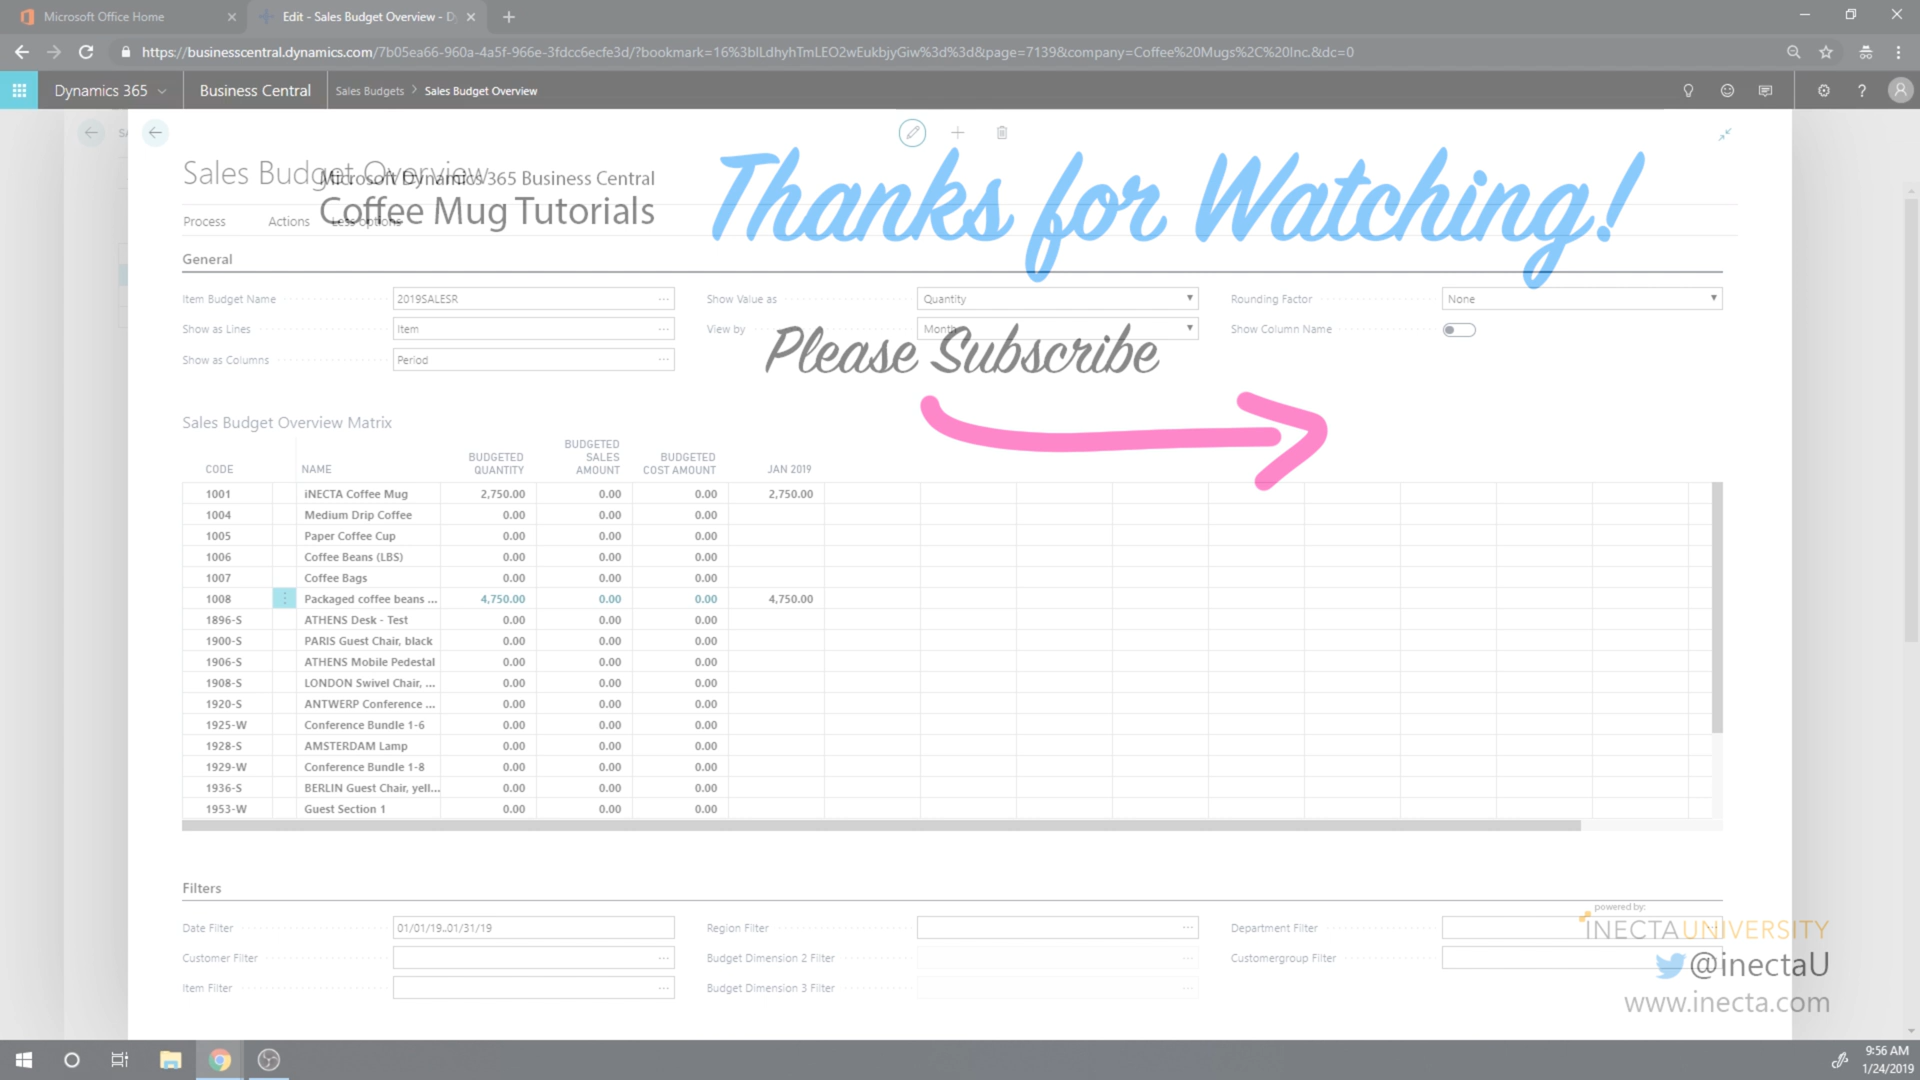 Microsoft Office Home
Edit - Sales Budget Overview - Dy
https://businesscentral.dynamics.com/7b05ea66-960a-4a5f-966e-3fdcc6ecfe3d/?bookmark=16%3bILdhyhTmLEO2wEukbjyGiw%3d%3d&page=7139&company=Coffee%20Mugs%2C%20Inc.&dc=0
Dynamics 365
Business Central
Sales Budgets > Sales Budget Overview
SA
Sales Budget Overview
Microsoft Dynamics 365 Business Central
Coffee Mug Tutorials
Thanks for Watching!
Process Actions Less options
General
Item Budget Name 2019SALESR Show Value as Quantity Rounding Factor None
Show as Lines Item View by Month Show Column Name
Show as Columns Period
Please Subscribe
Sales Budget Overview Matrix
CODE NAME BUDGETED QUANTITY BUDGETED SALES AMOUNT BUDGETED COST AMOUNT JAN 2019
1001 iNECTA Coffee Mug 2,750.00 0.00 0.00 2,750.00
1004 Medium Drip Coffee 0.00 0.00 0.00
1005 Paper Coffee Cup 0.00 0.00 0.00
1006 Coffee Beans (LBS) 0.00 0.00 0.00
1007 Coffee Bags 0.00 0.00 0.00
1008 Packaged coffee beans ... 4,750.00 0.00 0.00 4,750.00
1896-S ATHENS Desk - Test 0.00 0.00 0.00
1900-S PARIS Guest Chair, black 0.00 0.00 0.00
1906-S ATHENS Mobile Pedestal 0.00 0.00 0.00
1908-S LONDON Swivel Chair, ... 0.00 0.00 0.00
1920-S ANTWERP Conference ... 0.00 0.00 0.00
1925-W Conference Bundle 1-6 0.00 0.00 0.00
1928-S AMSTERDAM Lamp 0.00 0.00 0.00
1929-W Conference Bundle 1-8 0.00 0.00 0.00
1936-S BERLIN Guest Chair, yell... 0.00 0.00 0.00
1953-W Guest Section 1 0.00 0.00 0.00
Filters
Date Filter 01/01/19..01/31/19 Region Filter Department Filter
Customer Filter Budget Dimension 2 Filter Customergroup Filter
Item Filter Budget Dimension 3 Filter
powered by:
INECTAUNIVERSITY
@inectaU
www.inecta.com
9:56 AM
1/24/2019